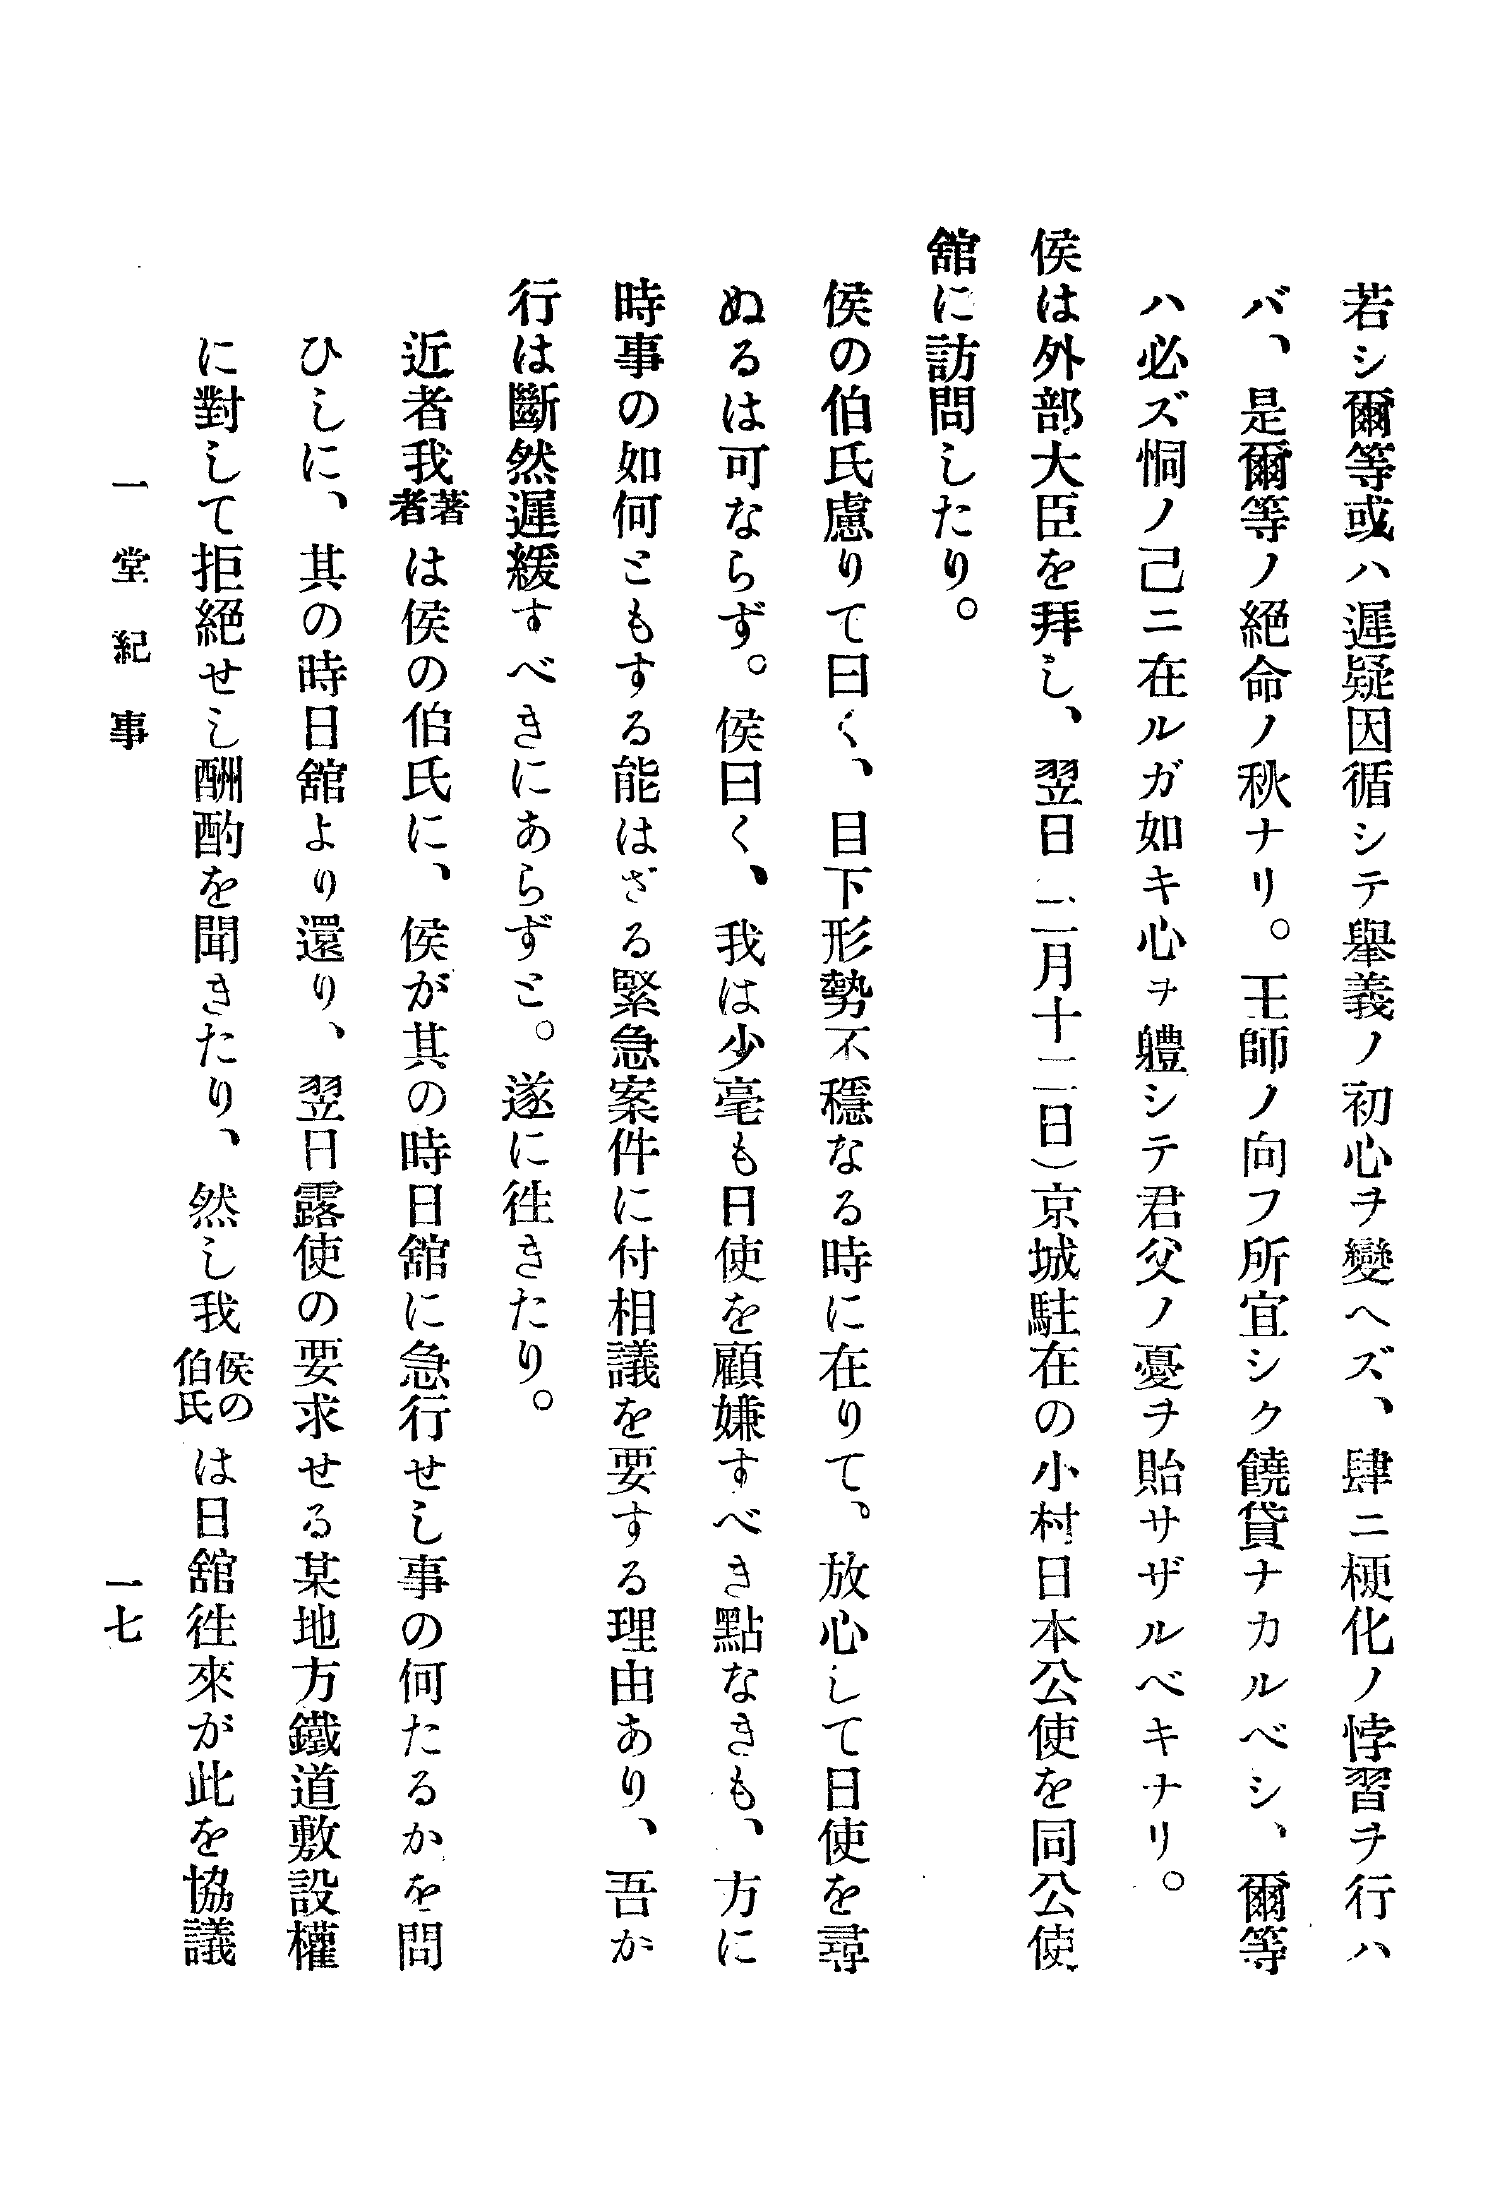 若シ爾等或ハ遲疑因循シテ擧義ノ初心ヲ變ヘズ、肆ニ梗化ノ悖習ヲ行ハ
バ、是爾等ノ絕命ノ秋ナリ。王師ノ向フ所宜シク饒貸ナカルベシ、爾等
ハ必ズ恫ノ己ニ在ルガ如キ心ヲ軆シテ君父ノ憂ヲ貽サザルベキナリ。
侯は外部大臣を拜し、翌日 二月十二日)京城駐在の小村日本公使を同公使
舘に訪問したり。
侯の伯氏慮りて曰く、目下形勢不穩なる時に在りて、放心して日使を尋
ぬるは可ならず。侯曰く、我は少毫も日使を顧嫌すべき點なきも、方に
時事の如何ともする能はざる緊急案件に付相議を要する理由あり、吾か
行は斷然遲緩すべきにあらずと。遂に徃きたり。
近者我著者は侯の伯氏に、侯が其の時日舘に急行せし事の何たるかを問
ひしに、其の時日舘より還り、翌日露使の要求せる某地方鐵道敷設權
に對して拒絕せし酬酌を聞きたり、然し我侯の伯氏は日舘徃來が此を協議
一堂紀事
一七